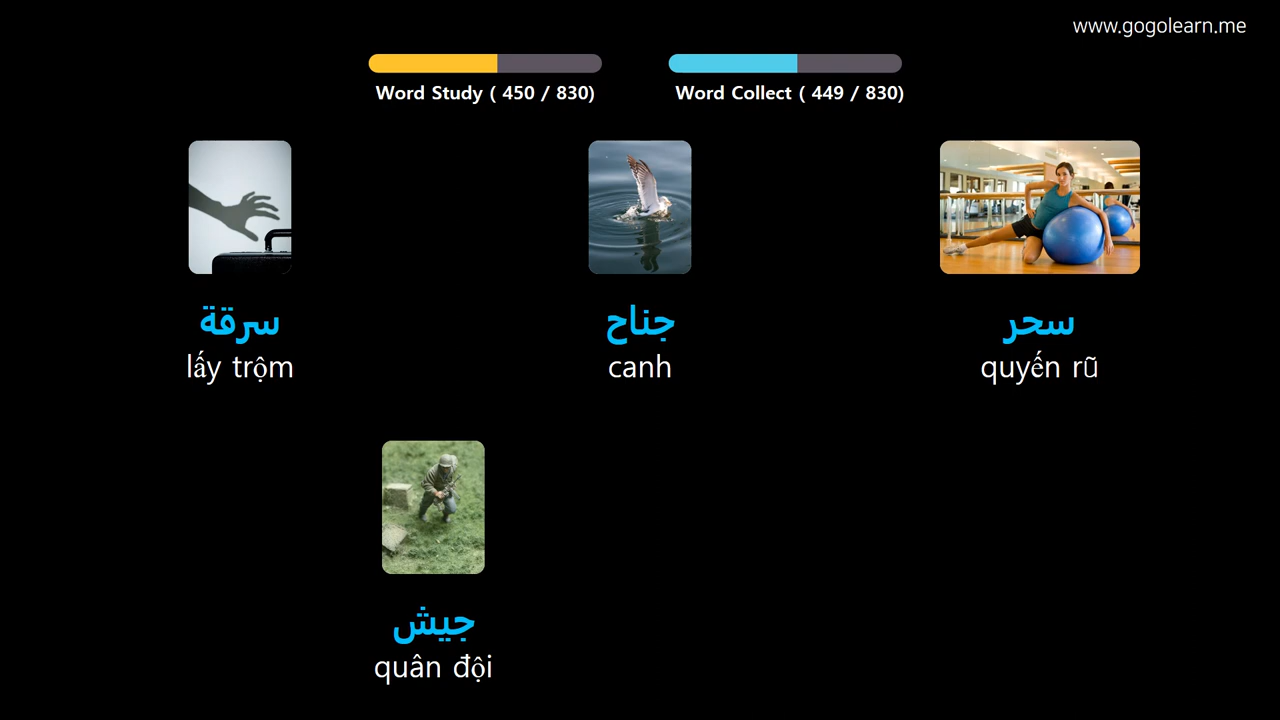 www.gogolearn.me
Word Study ( 450 / 830)
Word Collect ( 449 / 830)
سرقة
lấy trộm
جناح
canh
سحر
quyến rũ
جيش
quân đội